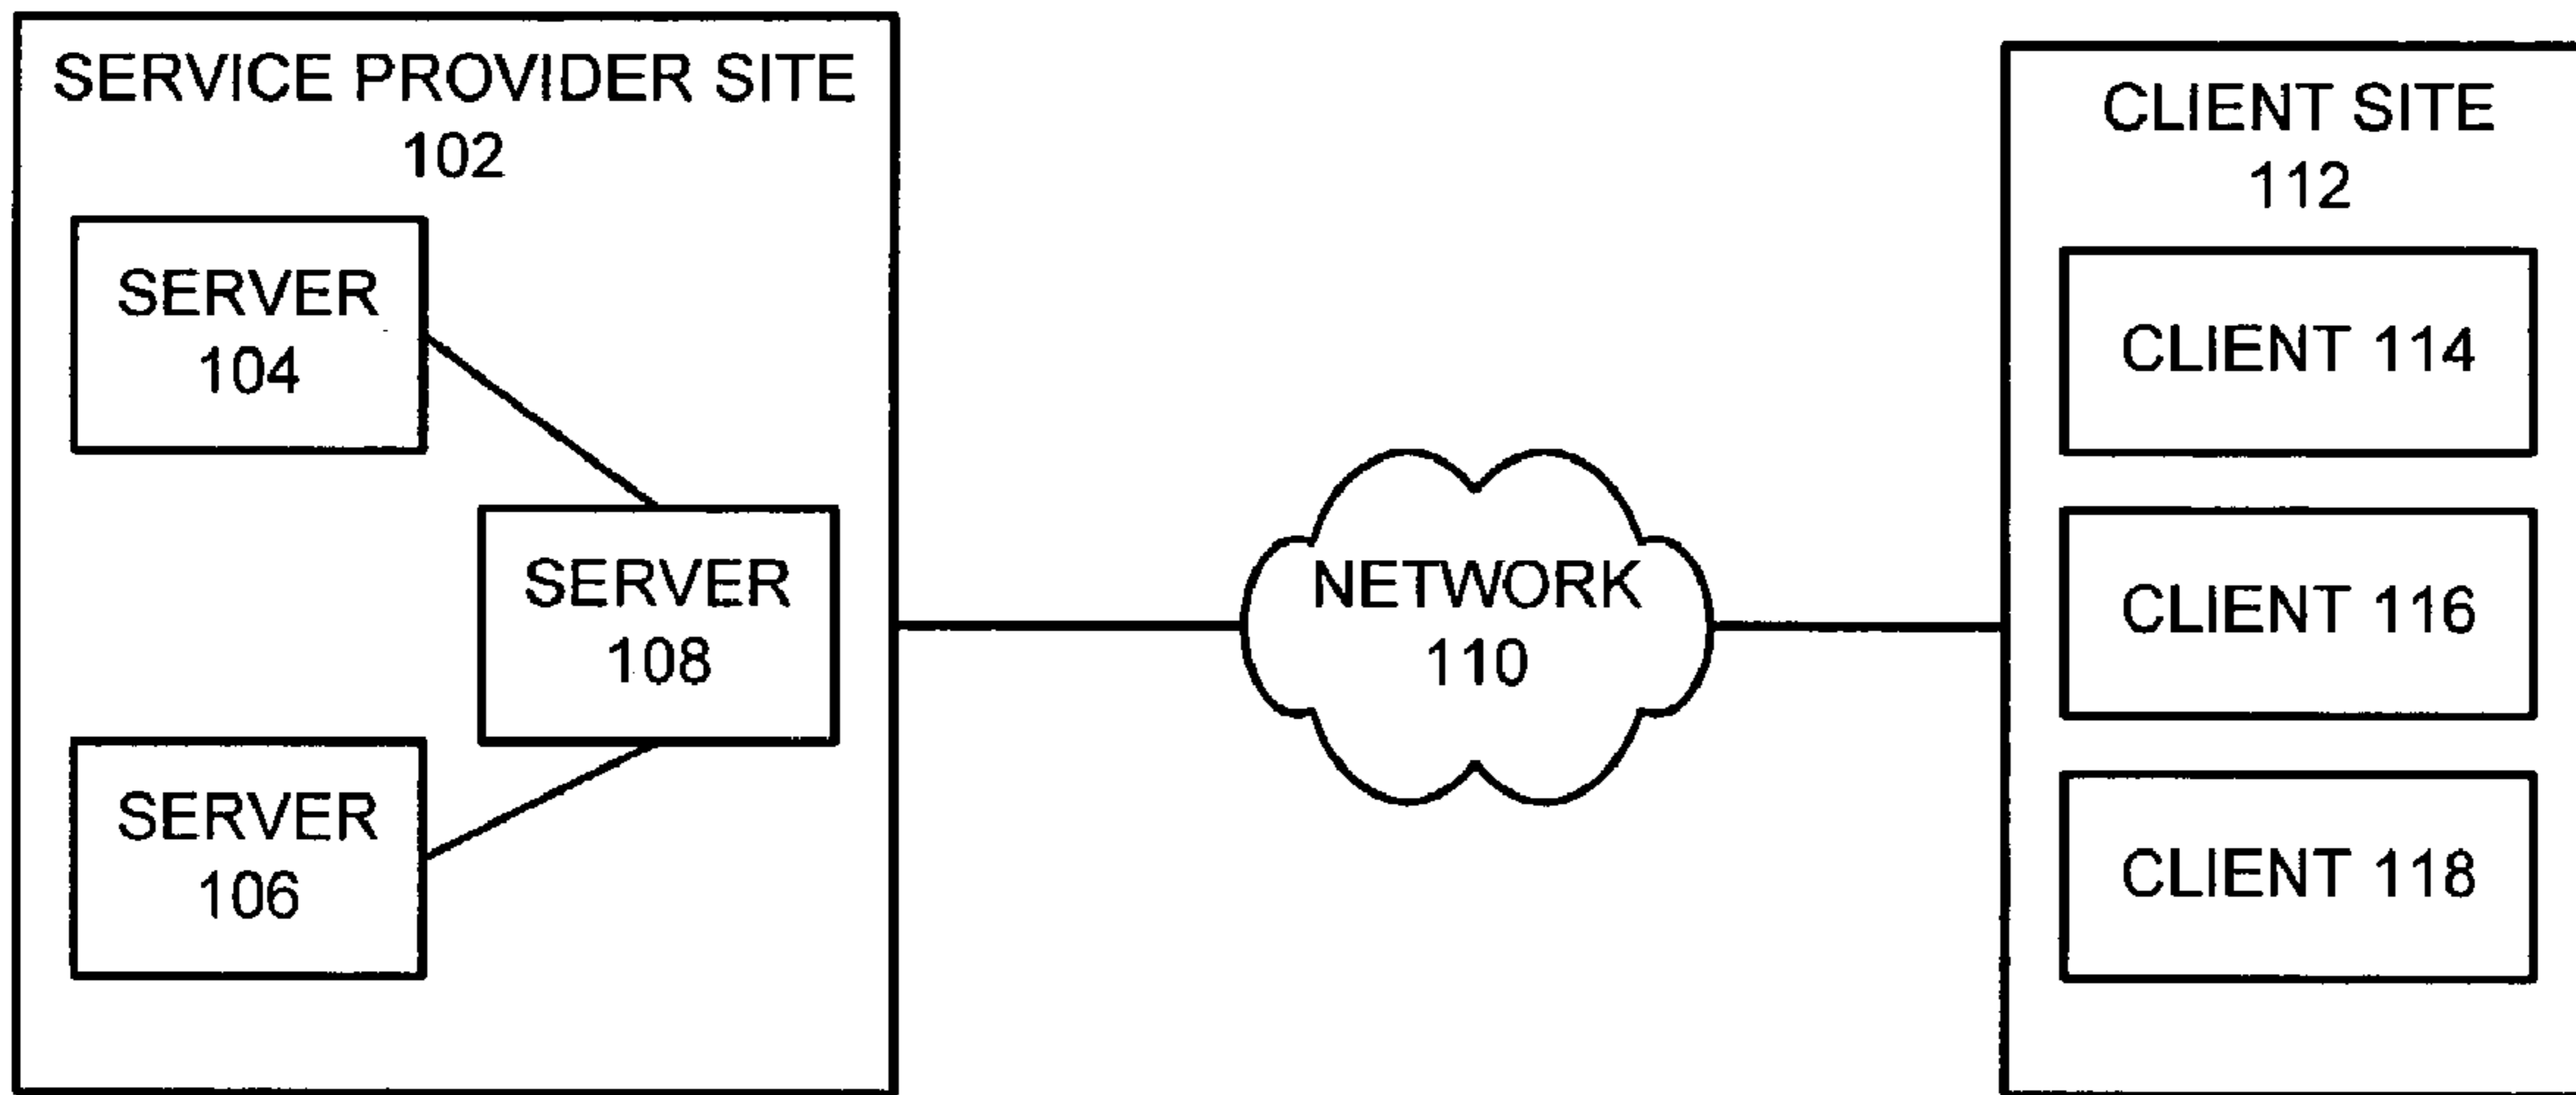 SERVICE PROVIDER SITE
102
SERVER
104
SERVER
108
SERVER
106
NETWORK
110
CLIENT SITE
112
CLIENT 114
CLIENT 116
CLIENT 118